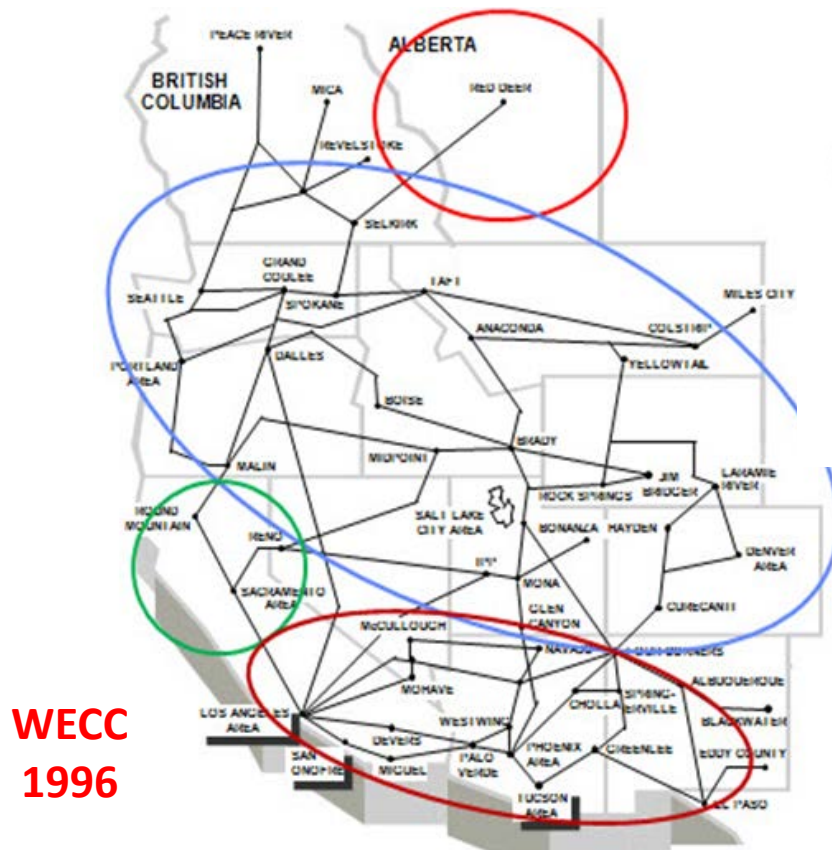 PEACE RIVER
ALBERTA
BRITISH
COLUMBIA
MICA
RED DEER
REVELSTOKE
SELKIRK
GRAND
COULEE
TAFT
SEATTLE
SPOKANE
MILES CITY
ANACONDA
COLSTRIP
PORTLAND
AREA
DALLES
YELLOWTAIL
BOISE
BRADY
MALIN
MIDPOINT
JIM
BRIDGER
LARAMIE
RIVER
ROCK SPRINGS
ROUND
MOUNTAIN
SALT LAKE
CITY AREA
BONANZA
HAYDEN
RENO
IPP
MONA
DENVER
AREA
SACRAMENTO
AREA
GLEN
CANYON
CURECANTI
McCULLOUGH
NAVAJO
FOUR CORNERS
MOHAVE
CHOLLA
SPRING-
ERVILLE
ALBUQUERQUE
LOS ANGELES
AREA
WESTWING
BLACKWATER
DEVERS
PHOENIX
AREA
GREENLEE
SAN
ONOFRE
MIGUEL
PALO
VERDE
EDDY COUNTY
TUCSON
AREA
EL PASO
WECC
1996